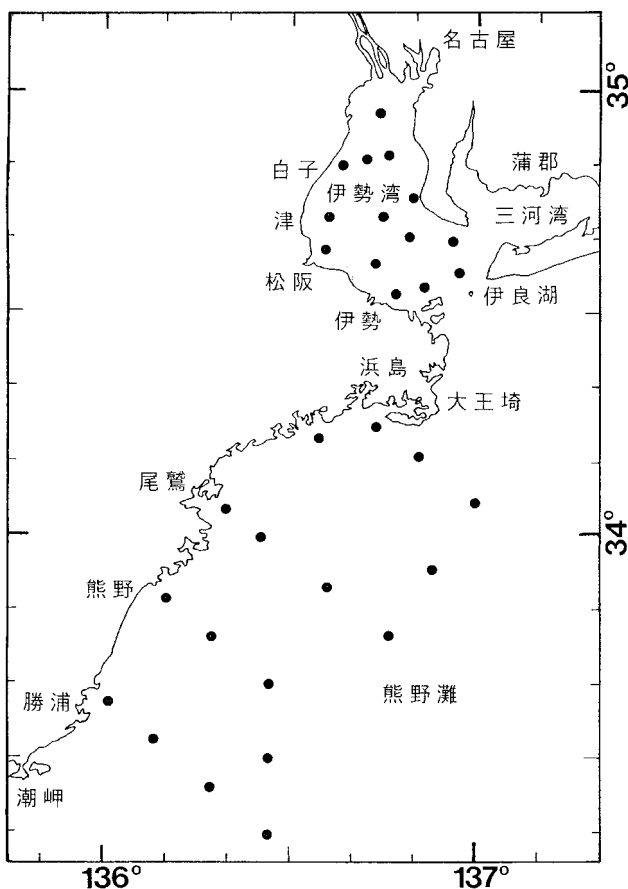 名古屋
35°
蒲郡
白子
伊勢湾
三河湾
津
松阪
伊良湖
伊勢
浜島
大王埼
尾鷲
34°
熊野
熊野灘
勝浦
潮岬
136°
137°